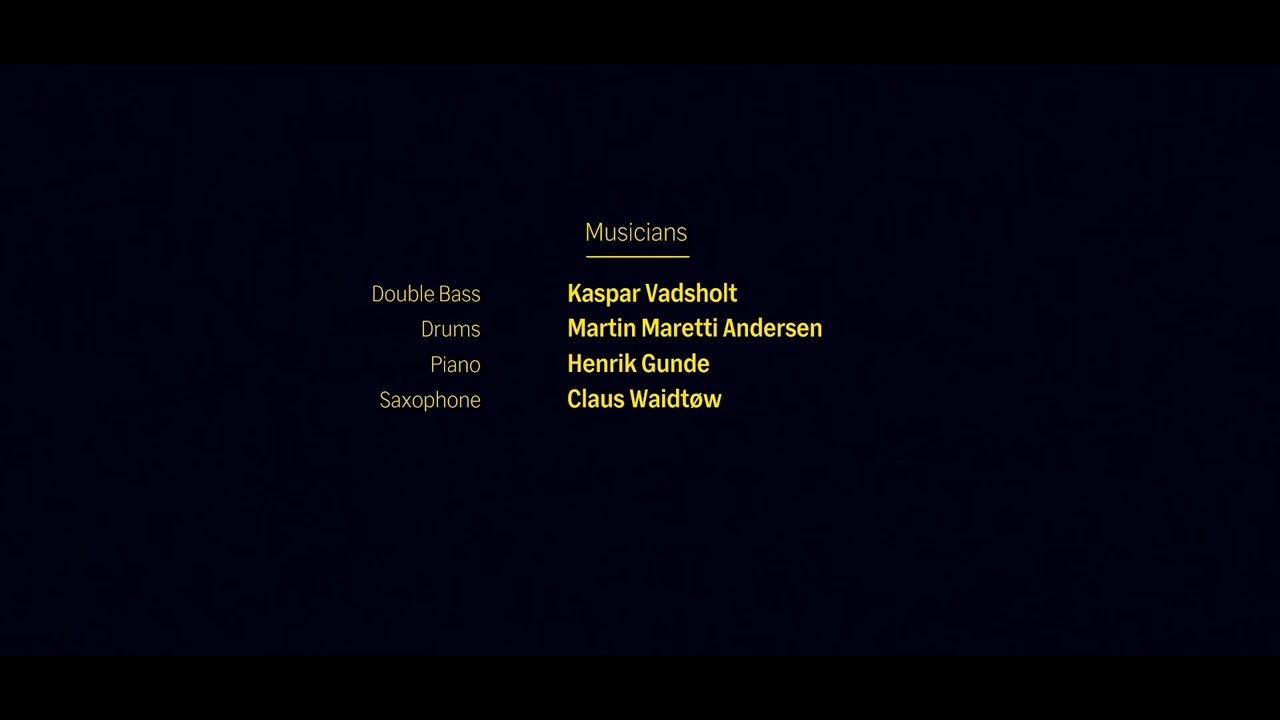 Musicians
Double Bass Kaspar Vadsholt
Drums Martin Maretti Andersen
Piano Henrik Gunde
Saxophone Claus Waidtøw